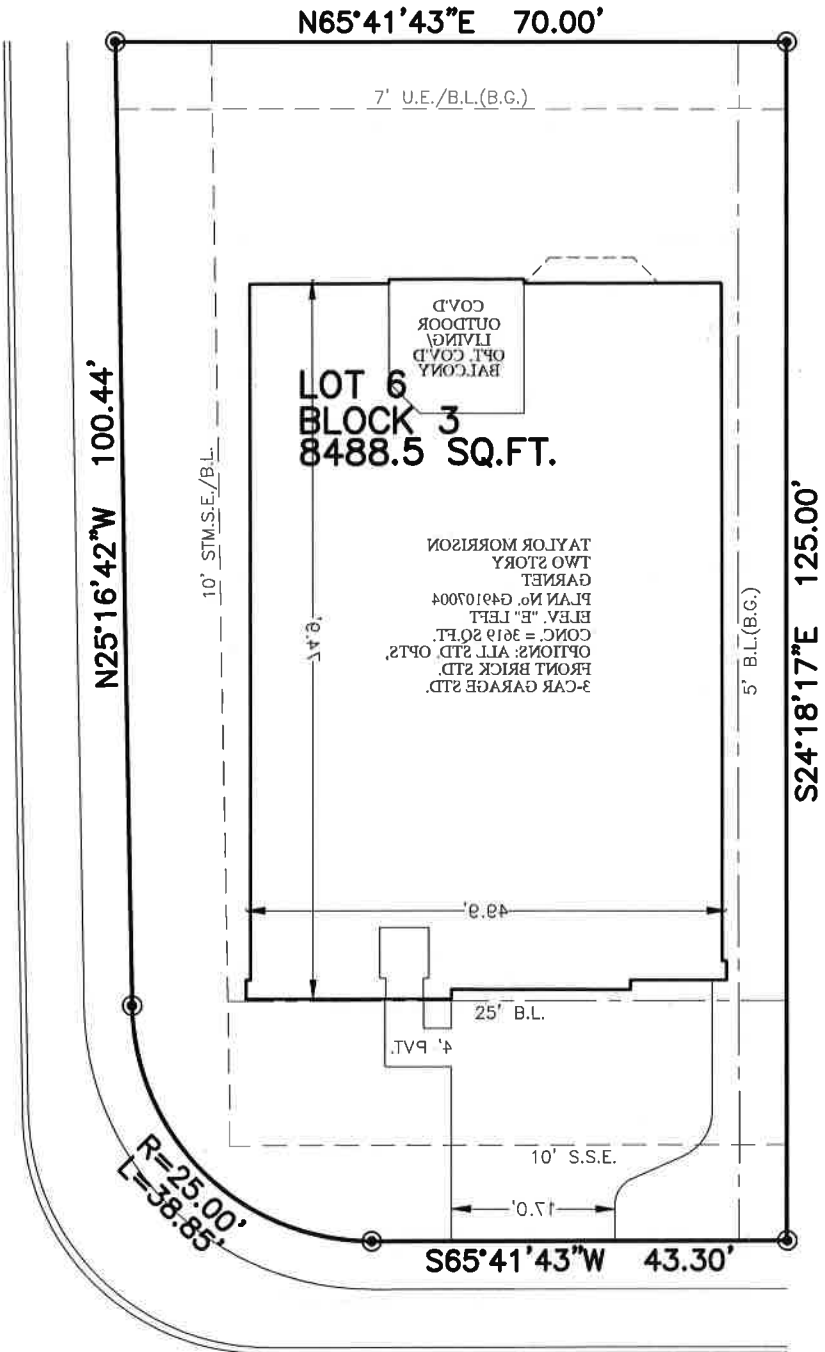 N65°41'43"E 70.00'
7' U.E./B.L.(B.G.)
COV'D
OUTDOOR
LIVING/
OPT. COV'D
BALCONY
LOT 6
BLOCK 3
8488.5 SQ.FT.
N25°16'42"W 100.44'
10' STM.S.E./B.L.
74.9'
TAYLOR MORRISON
TWO STORY
GARNET
PLAN No. G49107004
ELEV. "E" LEFT
CONC. = 3619 SQ.FT.
OPTIONS: ALL STD. OPTS,
FRONT BRICK STD.
3-CAR GARAGE STD.
5' B.L.(B.G.)
S24°18'17"E 125.00'
49.9'
25' B.L.
4' PVT.
10' S.S.E.
R=25.00'
L=38.85'
17.0'
S65°41'43"W 43.30'